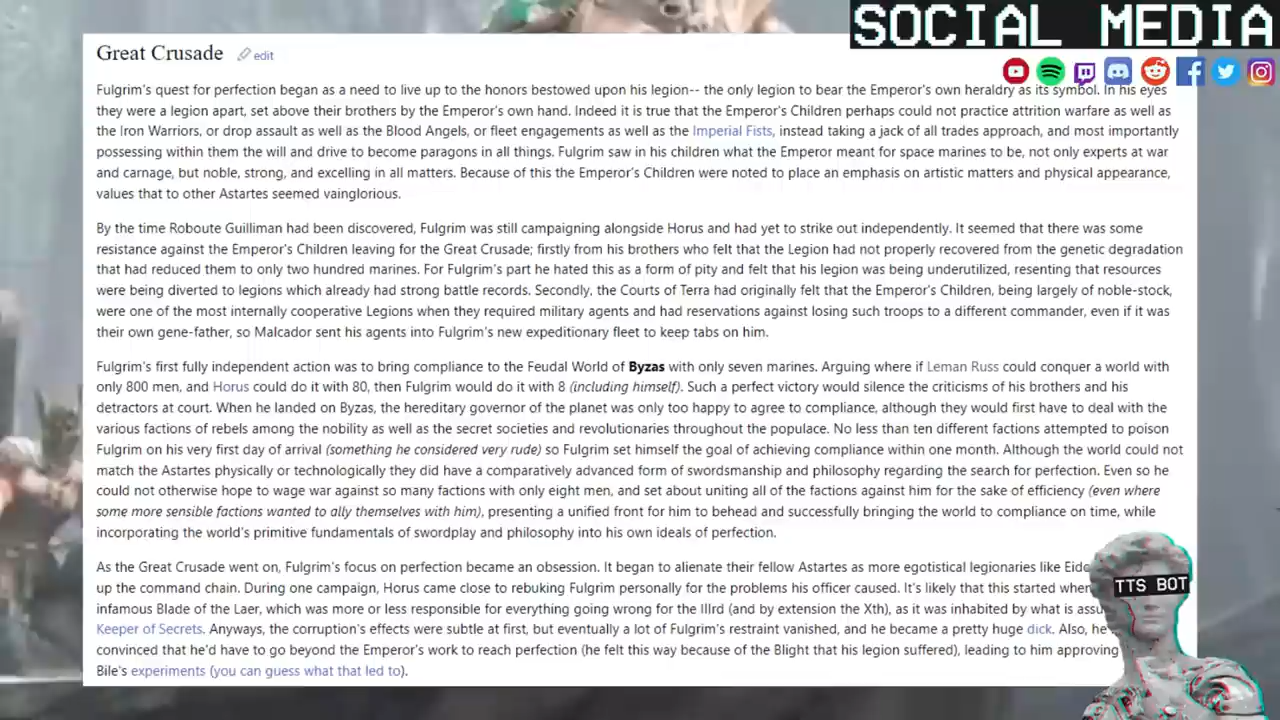 SOCIAL MEDIA
Great Crusade edit
Fulgrim's quest for perfection began as a need to live up to the honors bestowed upon his legion-- the only legion to bear the Emperor's own heraldry as its symbol. In his eyes
they were a legion apart, set above their brothers by the Emperor's own hand. Indeed it is true that the Emperor's Children perhaps could not practice attrition warfare as well as
the Iron Warriors, or drop assault as well as the Blood Angels, or fleet engagements as well as the Imperial Fists, instead taking a jack of all trades approach, and most importantly
possessing within them the will and drive to become paragons in all things. Fulgrim saw in his children what the Emperor meant for space marines to be, not only experts at war
and carnage, but noble, strong, and excelling in all matters. Because of this the Emperor's Children were noted to place an emphasis on artistic matters and physical appearance,
values that to other Astartes seemed vainglorious.
By the time Roboute Guilliman had been discovered, Fulgrim was still campaigning alongside Horus and had yet to strike out independently. It seemed that there was some
resistance against the Emperor's Children leaving for the Great Crusade; firstly from his brothers who felt that the Legion had not properly recovered from the genetic degradation
that had reduced them to only two hundred marines. For Fulgrim's part he hated this as a form of pity and felt that his legion was being underutilized, resenting that resources
were being diverted to legions which already had strong battle records. Secondly, the Courts of Terra had originally felt that the Emperor's Children, being largely of noble-stock,
were one of the most internally cooperative Legions when they required military agents and had reservations against losing such troops to a different commander, even if it was
their own gene-father, so Malcador sent his agents into Fulgrim's new expeditionary fleet to keep tabs on him.
Fulgrim's first fully independent action was to bring compliance to the Feudal World of Byzas with only seven marines. Arguing where if Leman Russ could conquer a world with
only 800 men, and Horus could do it with 80, then Fulgrim would do it with 8 (including himself). Such a perfect victory would silence the criticisms of his brothers and his
detractors at court. When he landed on Byzas, the hereditary governor of the planet was only too happy to agree to compliance, although they would first have to deal with the
various factions of rebels among the nobility as well as the secret societies and revolutionaries throughout the populace. No less than ten different factions attempted to poison
Fulgrim on his very first day of arrival (something he considered very rude) so Fulgrim set himself the goal of achieving compliance within one month. Although the world could not
match the Astartes physically or technologically they did have a comparatively advanced form of swordsmanship and philosophy regarding the search for perfection. Even so he
could not otherwise hope to wage war against so many factions with only eight men, and set about uniting all of the factions against him for the sake of efficiency (even where
some more sensible factions wanted to ally themselves with him), presenting a unified front for him to behead and successfully bringing the world to compliance on time, while
incorporating the world's primitive fundamentals of swordplay and philosophy into his own ideals of perfection.
As the Great Crusade went on, Fulgrim's focus on perfection became an obsession. It began to alienate their fellow Astartes as more egotistical legionaries like
up the command chain. During one campaign, Horus came close to rebuking Fulgrim personally for the problems his officer caused. It's likely that this started when
infamous Blade of the Laer, which was more or less responsible for everything going wrong for the IIIrd (and by extension the Xth), as it was inhabited by what is
Keeper of Secrets. Anyways, the corruption's effects were subtle at first, but eventually a lot of Fulgrim's restraint vanished, and he became a pretty huge dick. Also, he
convinced that he'd have to go beyond the Emperor's work to reach perfection (he felt this way because of the Blight that his legion suffered), leading to him approving
Bile's experiments (you can guess what that led to).
TTS BOT